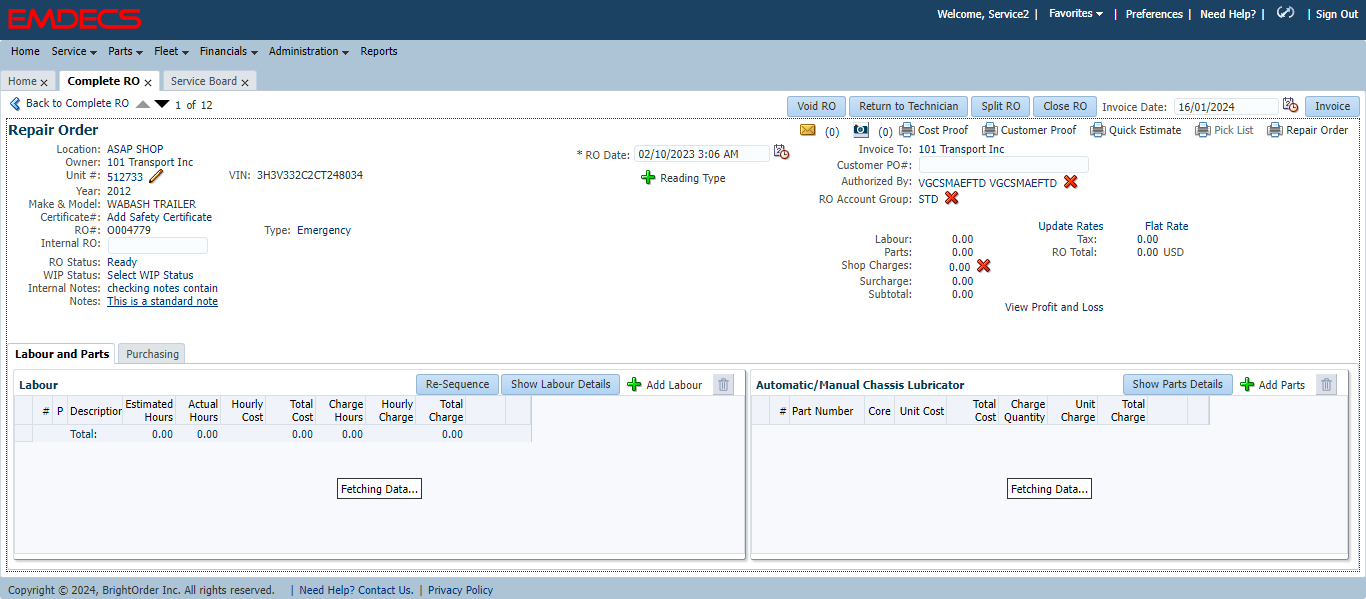 EMDECS
Welcome, Service2 | Favorites | Preferences | Need Help? | | Sign Out
Home Service Parts Fleet Financials Administration Reports
Home Complete RO Service Board
Back to Complete RO 1 of 12
Void RO Return to Technician Split RO Close RO Invoice Date: 16/01/2024 Invoice
Repair Order
(0) (0) Cost Proof Customer Proof Quick Estimate Pick List Repair Order
Location: ASAP SHOP
Owner: 101 Transport Inc
Unit #: 512733 VIN: 3H3V332C2CT248034
Year: 2012
Make & Model: WABASH TRAILER
Certificate#: Add Safety Certificate
RO#: O004779 Type: Emergency
Internal RO:
RO Status: Ready
WIP Status: Select WIP Status
Internal Notes: checking notes contain
Notes: This is a standard note
* RO Date: 02/10/2023 3:06 AM
Reading Type
Invoice To: 101 Transport Inc
Customer PO#:
Authorized By: VGCSMAEFTD VGCSMAEFTD
RO Account Group: STD
Update Rates Flat Rate
Labour: 0.00 Tax: 0.00
Parts: 0.00 RO Total: 0.00 USD
Shop Charges: 0.00
Surcharge: 0.00
Subtotal: 0.00
View Profit and Loss
Labour and Parts Purchasing
Labour Re-Sequence Show Labour Details Add Labour
# P Description Estimated Hours Actual Hours Hourly Cost Total Cost Charge Hours Hourly Charge Total Charge
Total: 0.00 0.00 0.00 0.00 0.00
Fetching Data...
Automatic/Manual Chassis Lubricator Show Parts Details Add Parts
# Part Number Core Unit Cost Total Cost Charge Quantity Unit Charge Total Charge
Fetching Data...
Copyright © 2024, BrightOrder Inc. All rights reserved. | Need Help? Contact Us. | Privacy Policy